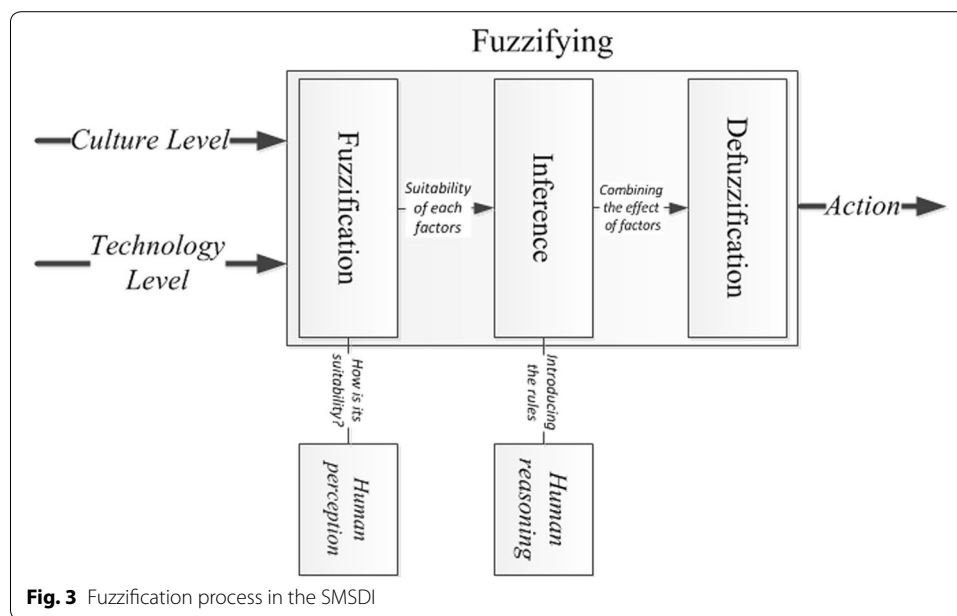 Fuzzifying
Culture Level
Technology
Level
Fuzzification
Suitability
of each
factors
Inference
Combining
the effect
of factors
Defuzzification
Action
How is its
suitability?
Introducing
the rules
Human
perception
Human
reasoning
Fig. 3 Fuzzification process in the SMSDI